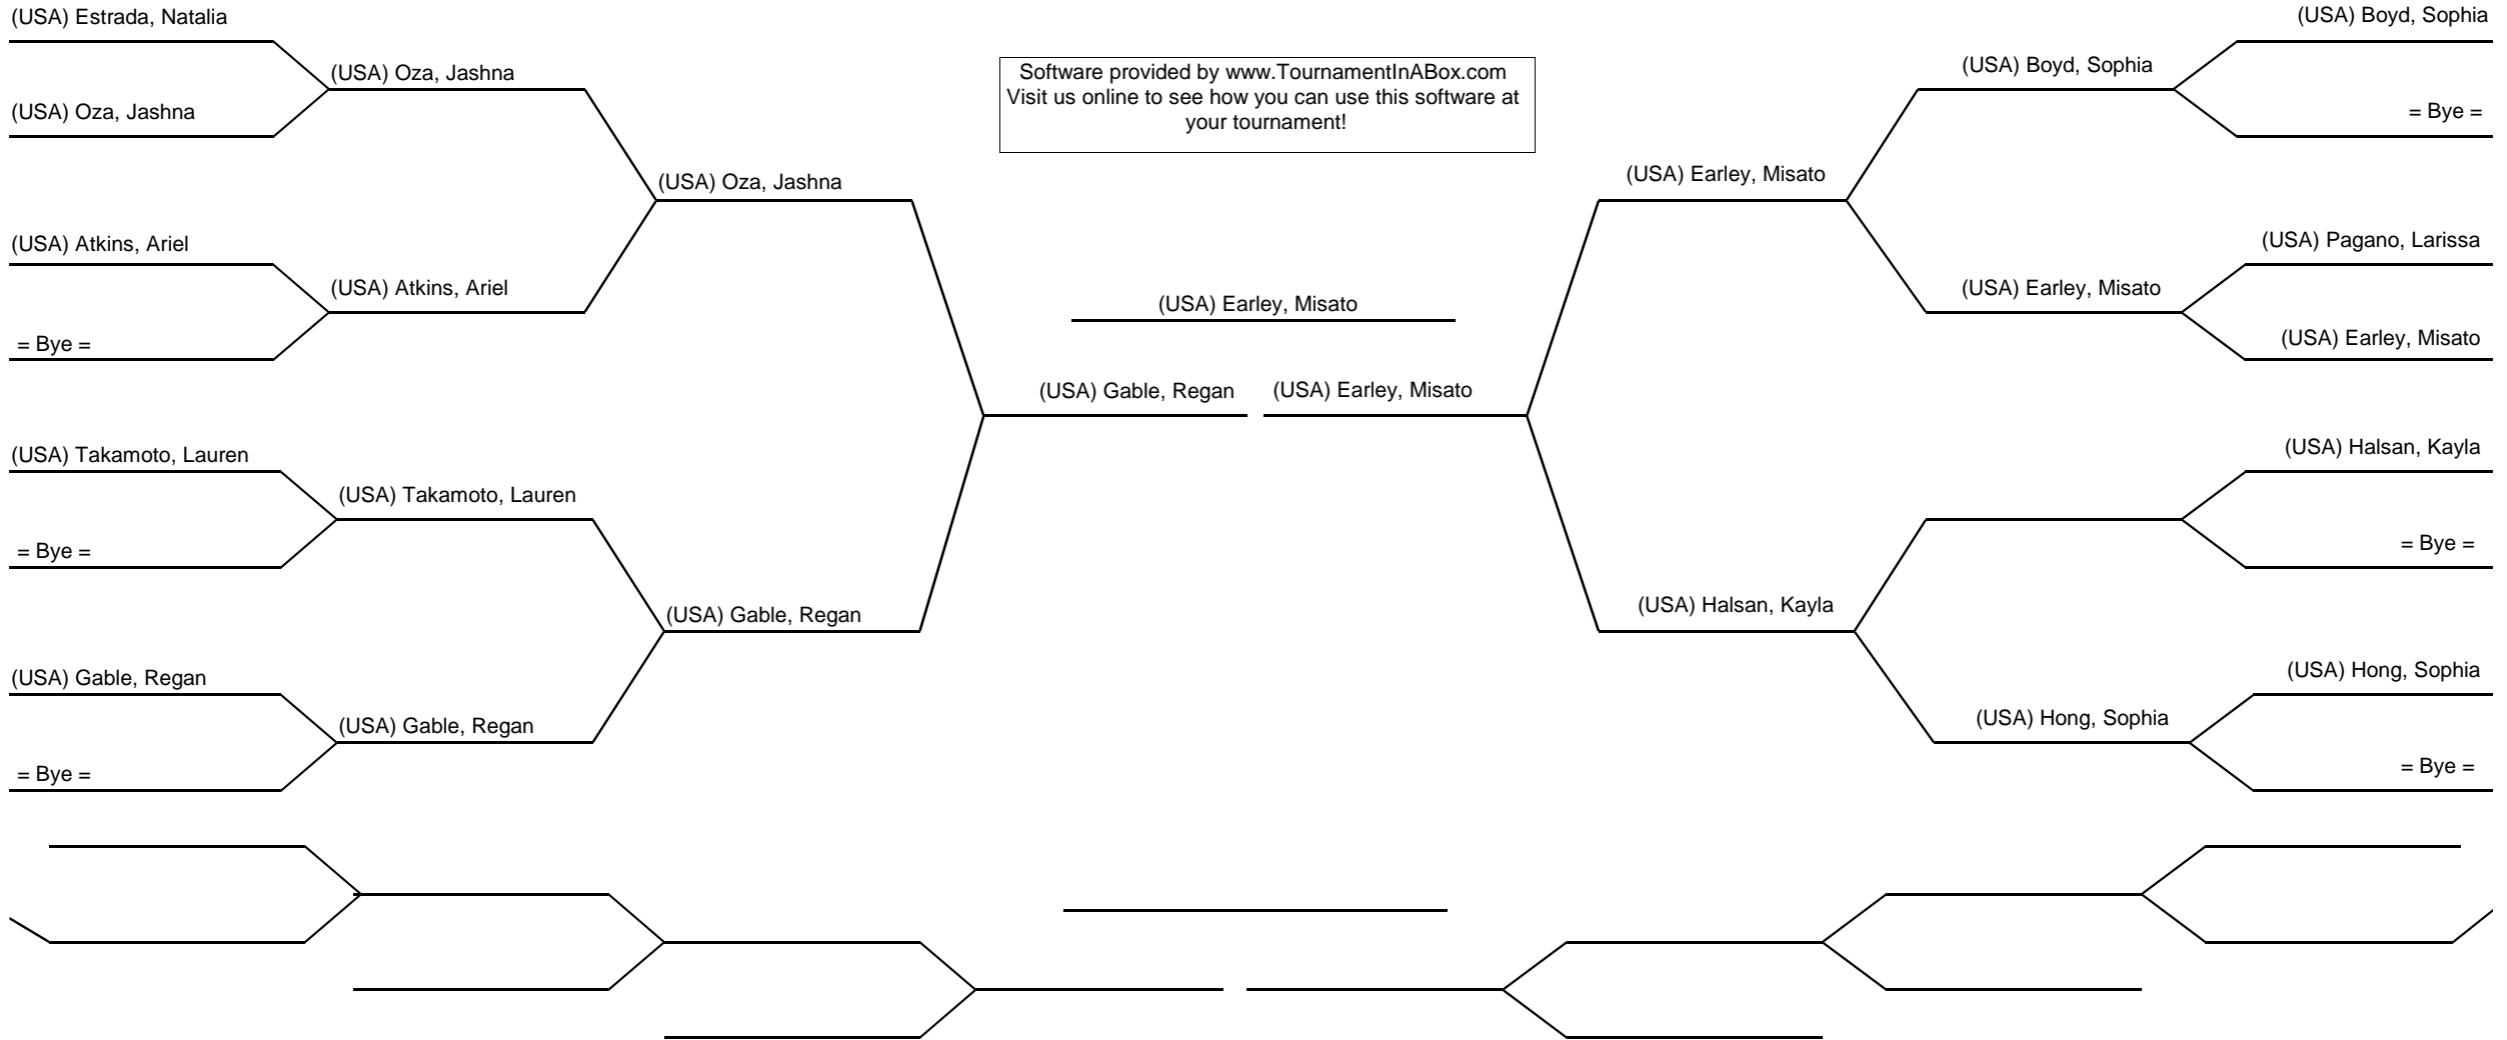 (USA) Estrada, Natalia
(USA) Oza, Jashna
(USA) Atkins, Ariel
= Bye =
(USA) Takamoto, Lauren
= Bye =
(USA) Gable, Regan
= Bye =
(USA) Oza, Jashna
(USA) Atkins, Ariel
(USA) Takamoto, Lauren
(USA) Gable, Regan
(USA) Oza, Jashna
(USA) Gable, Regan
Software provided by www.TournamentInABox.com
Visit us online to see how you can use this software at
your tournament!
(USA) Earley, Misato
(USA) Gable, Regan
(USA) Earley, Misato
(USA) Earley, Misato
(USA) Halsan, Kayla
(USA) Boyd, Sophia
(USA) Earley, Misato
(USA) Hong, Sophia
(USA) Boyd, Sophia
= Bye =
(USA) Pagano, Larissa
(USA) Earley, Misato
(USA) Halsan, Kayla
= Bye =
(USA) Hong, Sophia
= Bye =